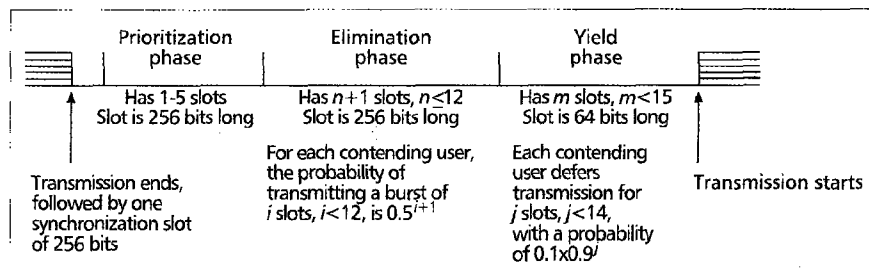 Prioritization
phase
Elimination
phase
Yield
phase
Has 1-5 slots
Slot is 256 bits long
Has n+1 slots, n≤12
Slot is 256 bits long
Has m slots, m<15
Slot is 64 bits long
Transmission ends,
followed by one
synchronization slot
of 256 bits
For each contending user,
the probability of
transmitting a burst of
i slots, i<12, is 0.5^{i+1}
Each contending
user defers
transmission for
j slots, j<14,
with a probability
of 0.1x0.9^{j}
Transmission starts